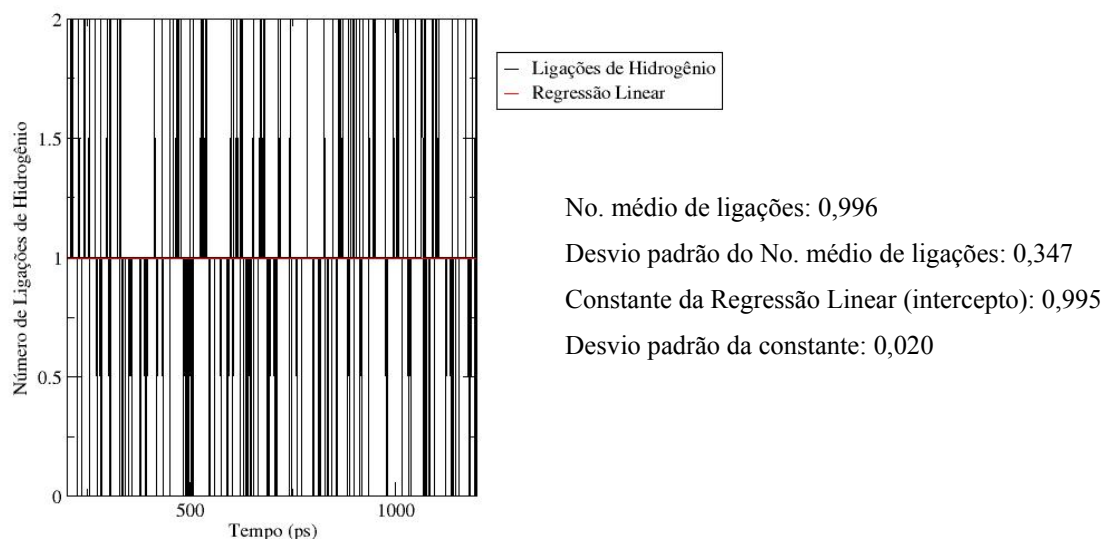 2
1.5
1
0.5
0
500
1000
Número de Ligações de Hidrogênio
Tempo (ps)
Ligações de Hidrogênio
Regressão Linear
No. médio de ligações: 0,996
Desvio padrão do No. médio de ligações: 0,347
Constante da Regressão Linear (intercepto): 0,995
Desvio padrão da constante: 0,020